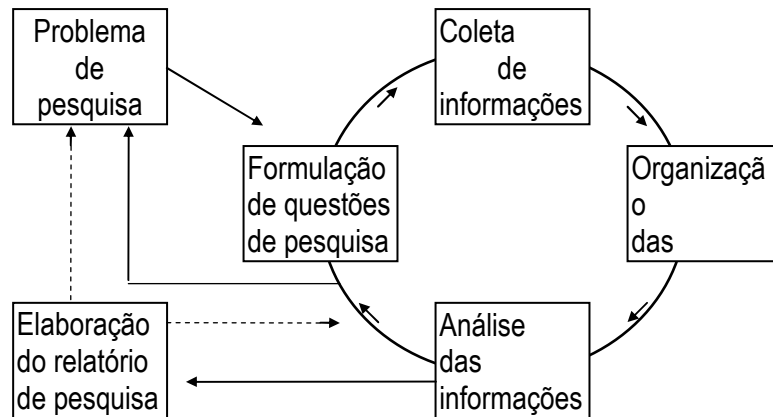 Problema
de
pesquisa
Coleta
de
informações
Formulação
de questões
de pesquisa
Organizaçã
o
das
Elaboração
do relatório
de pesquisa
Análise
das
informações